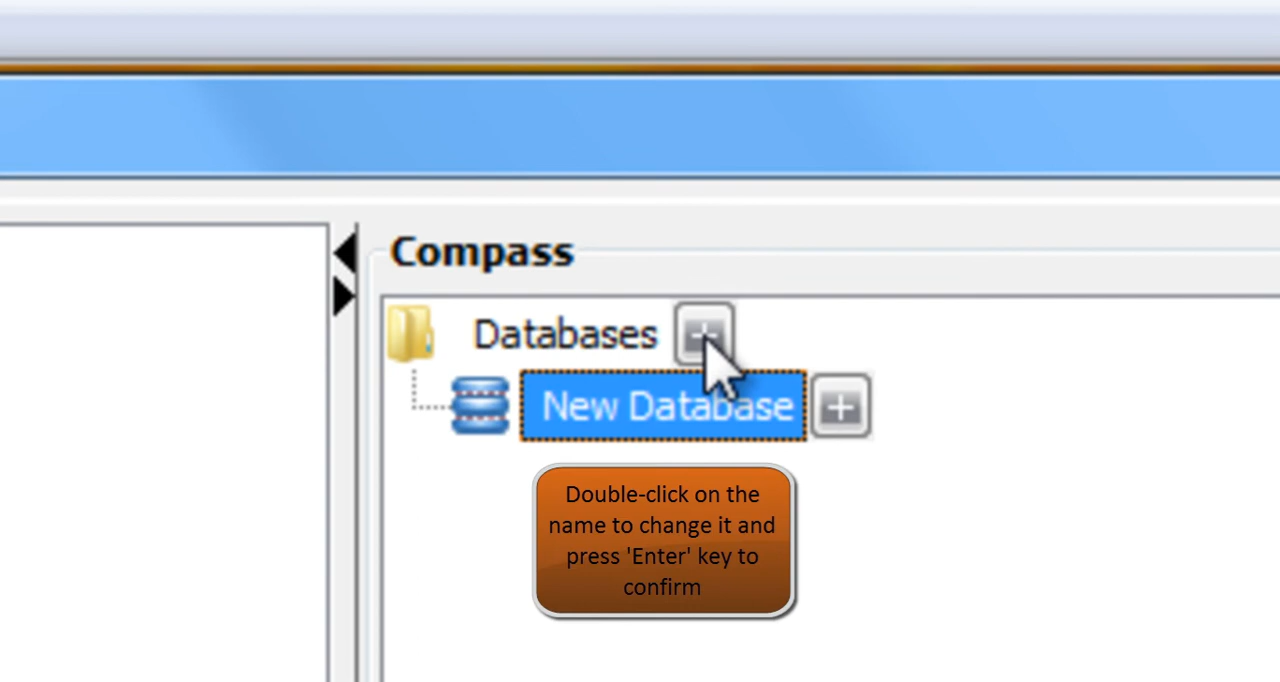 Compass
Databases
New Database
Double-click on the
name to change it and
press 'Enter' key to
confirm